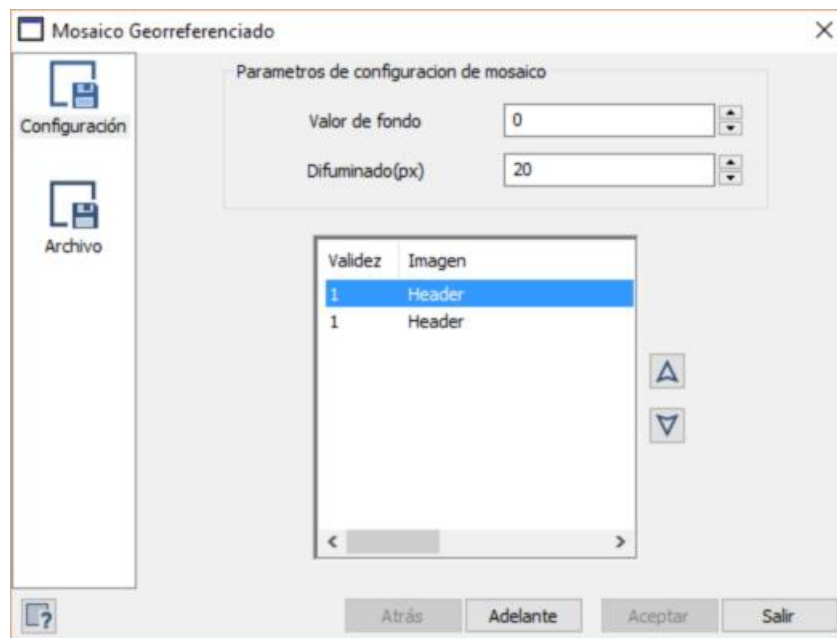 Mosaico Georreferenciado
Configuración
Archivo
Parametros de configuracion de mosaico
Valor de fondo 0
Difuminado(px) 20
Validez Imagen
1 Header
1 Header
? Atrás Adelante Aceptar Salir